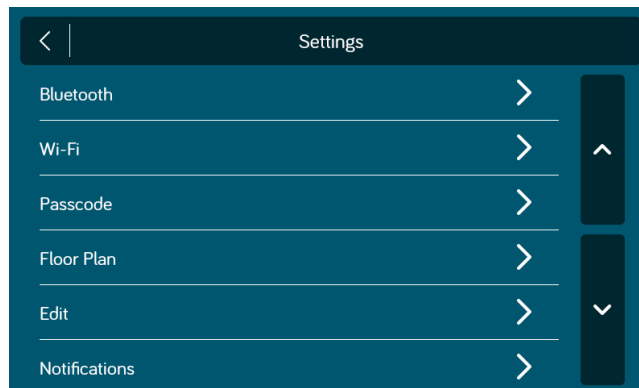 Settings
Bluetooth
Wi-Fi
Passcode
Floor Plan
Edit
Notifications